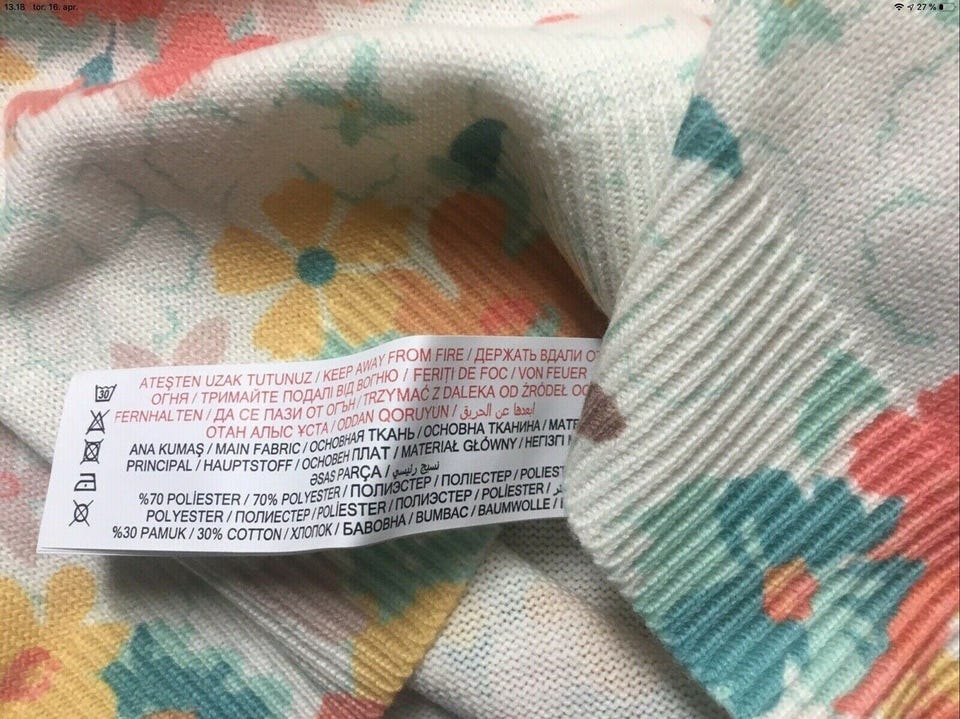 13.18 tor. 16. apr.
27 %
30
ATEŞTEN UZAK TUTUNUZ / KEEP AWAY FROM FIRE / ДЕРЖАТЬ ВДАЛИ ОТ
ОГНЯ / ТРИМАЙТЕ ПОДАЛІ ВІД ВОГНЮ / FERIȚI DE FOC / VON FEUER
FERNHALTEN / ДА СЕ ПАЗИ ОТ ОГЪН / TRZYMAĆ Z DALEKA OD ŹRÓDEŁ
ОТАН АЛЫС ҰСТА / ODDAN QORUYUN / ابعدها عن الحريق
ANA KUMAŞ / MAIN FABRIC / ОСНОВНАЯ ТКАНЬ / ОСНОВНА ТКАНИНА /
PRINCIPAL / HAUPTSTOFF / ОСНОВЕН ПЛАТ / MATERIAŁ GŁÓWNY / НЕГІЗГІ
ƏSAS PARÇA / نسيج رئيسي
%70 POLİESTER / 70% POLYESTER / ПОЛИЭСТЕР / ПОЛІЕСТЕР /
POLYESTER / ПОЛИЕСТЕР / POLİESTER / ПОЛИЭСТЕР / POLİESTER /
%30 PAMUK / 30% COTTON / ХЛОПОК / БАВОВНА / BUMBAC / BAUMWOLLE /